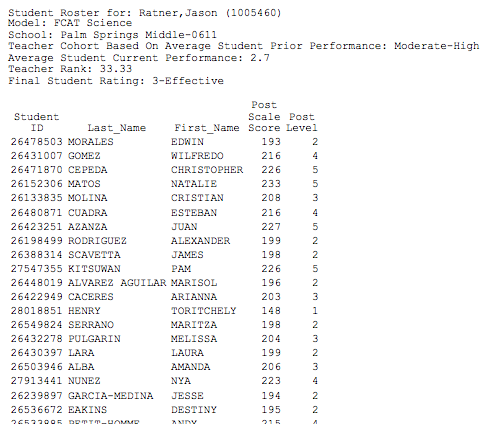 Student Roster for: Ratner,Jason (1005460)
Model: FCAT Science
School: Palm Springs Middle-0611
Teacher Cohort Based On Average Student Prior Performance: Moderate-High
Average Student Current Performance: 2.7
Teacher Rank: 33.33
Final Student Rating: 3-Effective
Post
Student Scale Post
ID Last_Name First_Name Score Level
26478503 MORALES EDWIN 193 2
26431007 GOMEZ WILFREDO 216 4
26471870 CEPEDA CHRISTOPHER 226 5
26152306 MATOS NATALIE 233 5
26133835 MOLINA CRISTIAN 208 3
26480871 CUADRA ESTEBAN 216 4
26423251 AZANZA JUAN 227 5
26198499 RODRIGUEZ ALEXANDER 199 2
26388314 SCAVETTA JAMES 198 2
27547355 KITSUWAN PAM 226 5
26448019 ALVAREZ AGUILAR MARISOL 196 2
26422949 CACERES ARIANNA 203 3
28018851 HENRY TORITCHELY 148 1
26549824 SERRANO MARITZA 198 2
26432278 PULGARIN MELISSA 204 3
26430397 LARA LAURA 199 2
26503946 ALBA AMANDA 206 3
27913441 NUNEZ NYA 223 4
26239897 GARCIA-MEDINA JESSE 194 2
26536672 EAKINS DESTINY 195 2
26533885 PETIT-HOMME ANDY 215 4